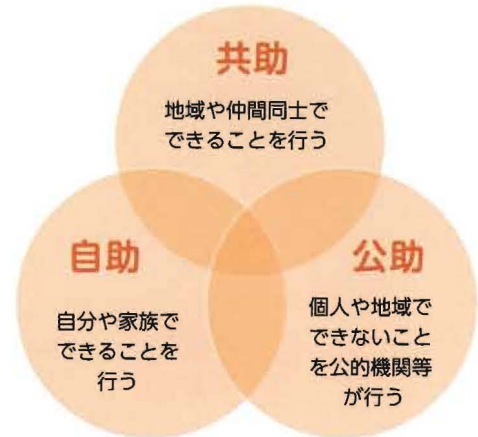 共助
地域や仲間同士で
できることを行う
自助
自分や家族で
できることを
行う
公助
個人や地域で
できないこと
を公的機関等
が行う